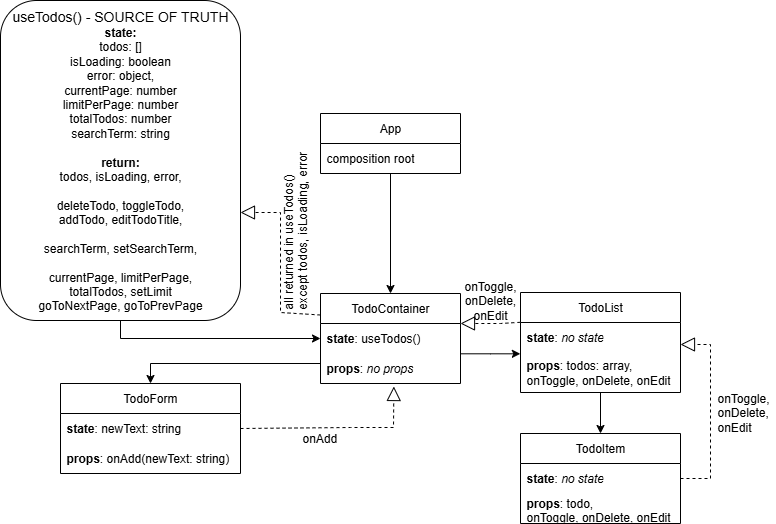 useTodos() - SOURCE OF TRUTH
state:
todos: []
isLoading: boolean
error: object,
currentPage: number
limitPerPage: number
totalTodos: number
searchTerm: string
return:
todos, isLoading, error,
deleteTodo, toggleTodo,
addTodo, editTodoTitle,
searchTerm, setSearchTerm,
currentPage, limitPerPage,
totalTodos, setLimit
goToNextPage, goToPrevPage
all returned in useTodos()
except todos, isLoading, error
App
composition root
TodoContainer
state: useTodos()
props: no props
onToggle,
onDelete,
onEdit
TodoList
state: no state
props: todos: array,
onToggle, onDelete, onEdit
TodoForm
state: newText: string
props: onAdd(newText: string)
onAdd
TodoItem
state: no state
props: todo,
onToggle, onDelete, onEdit
onToggle,
onDelete,
onEdit